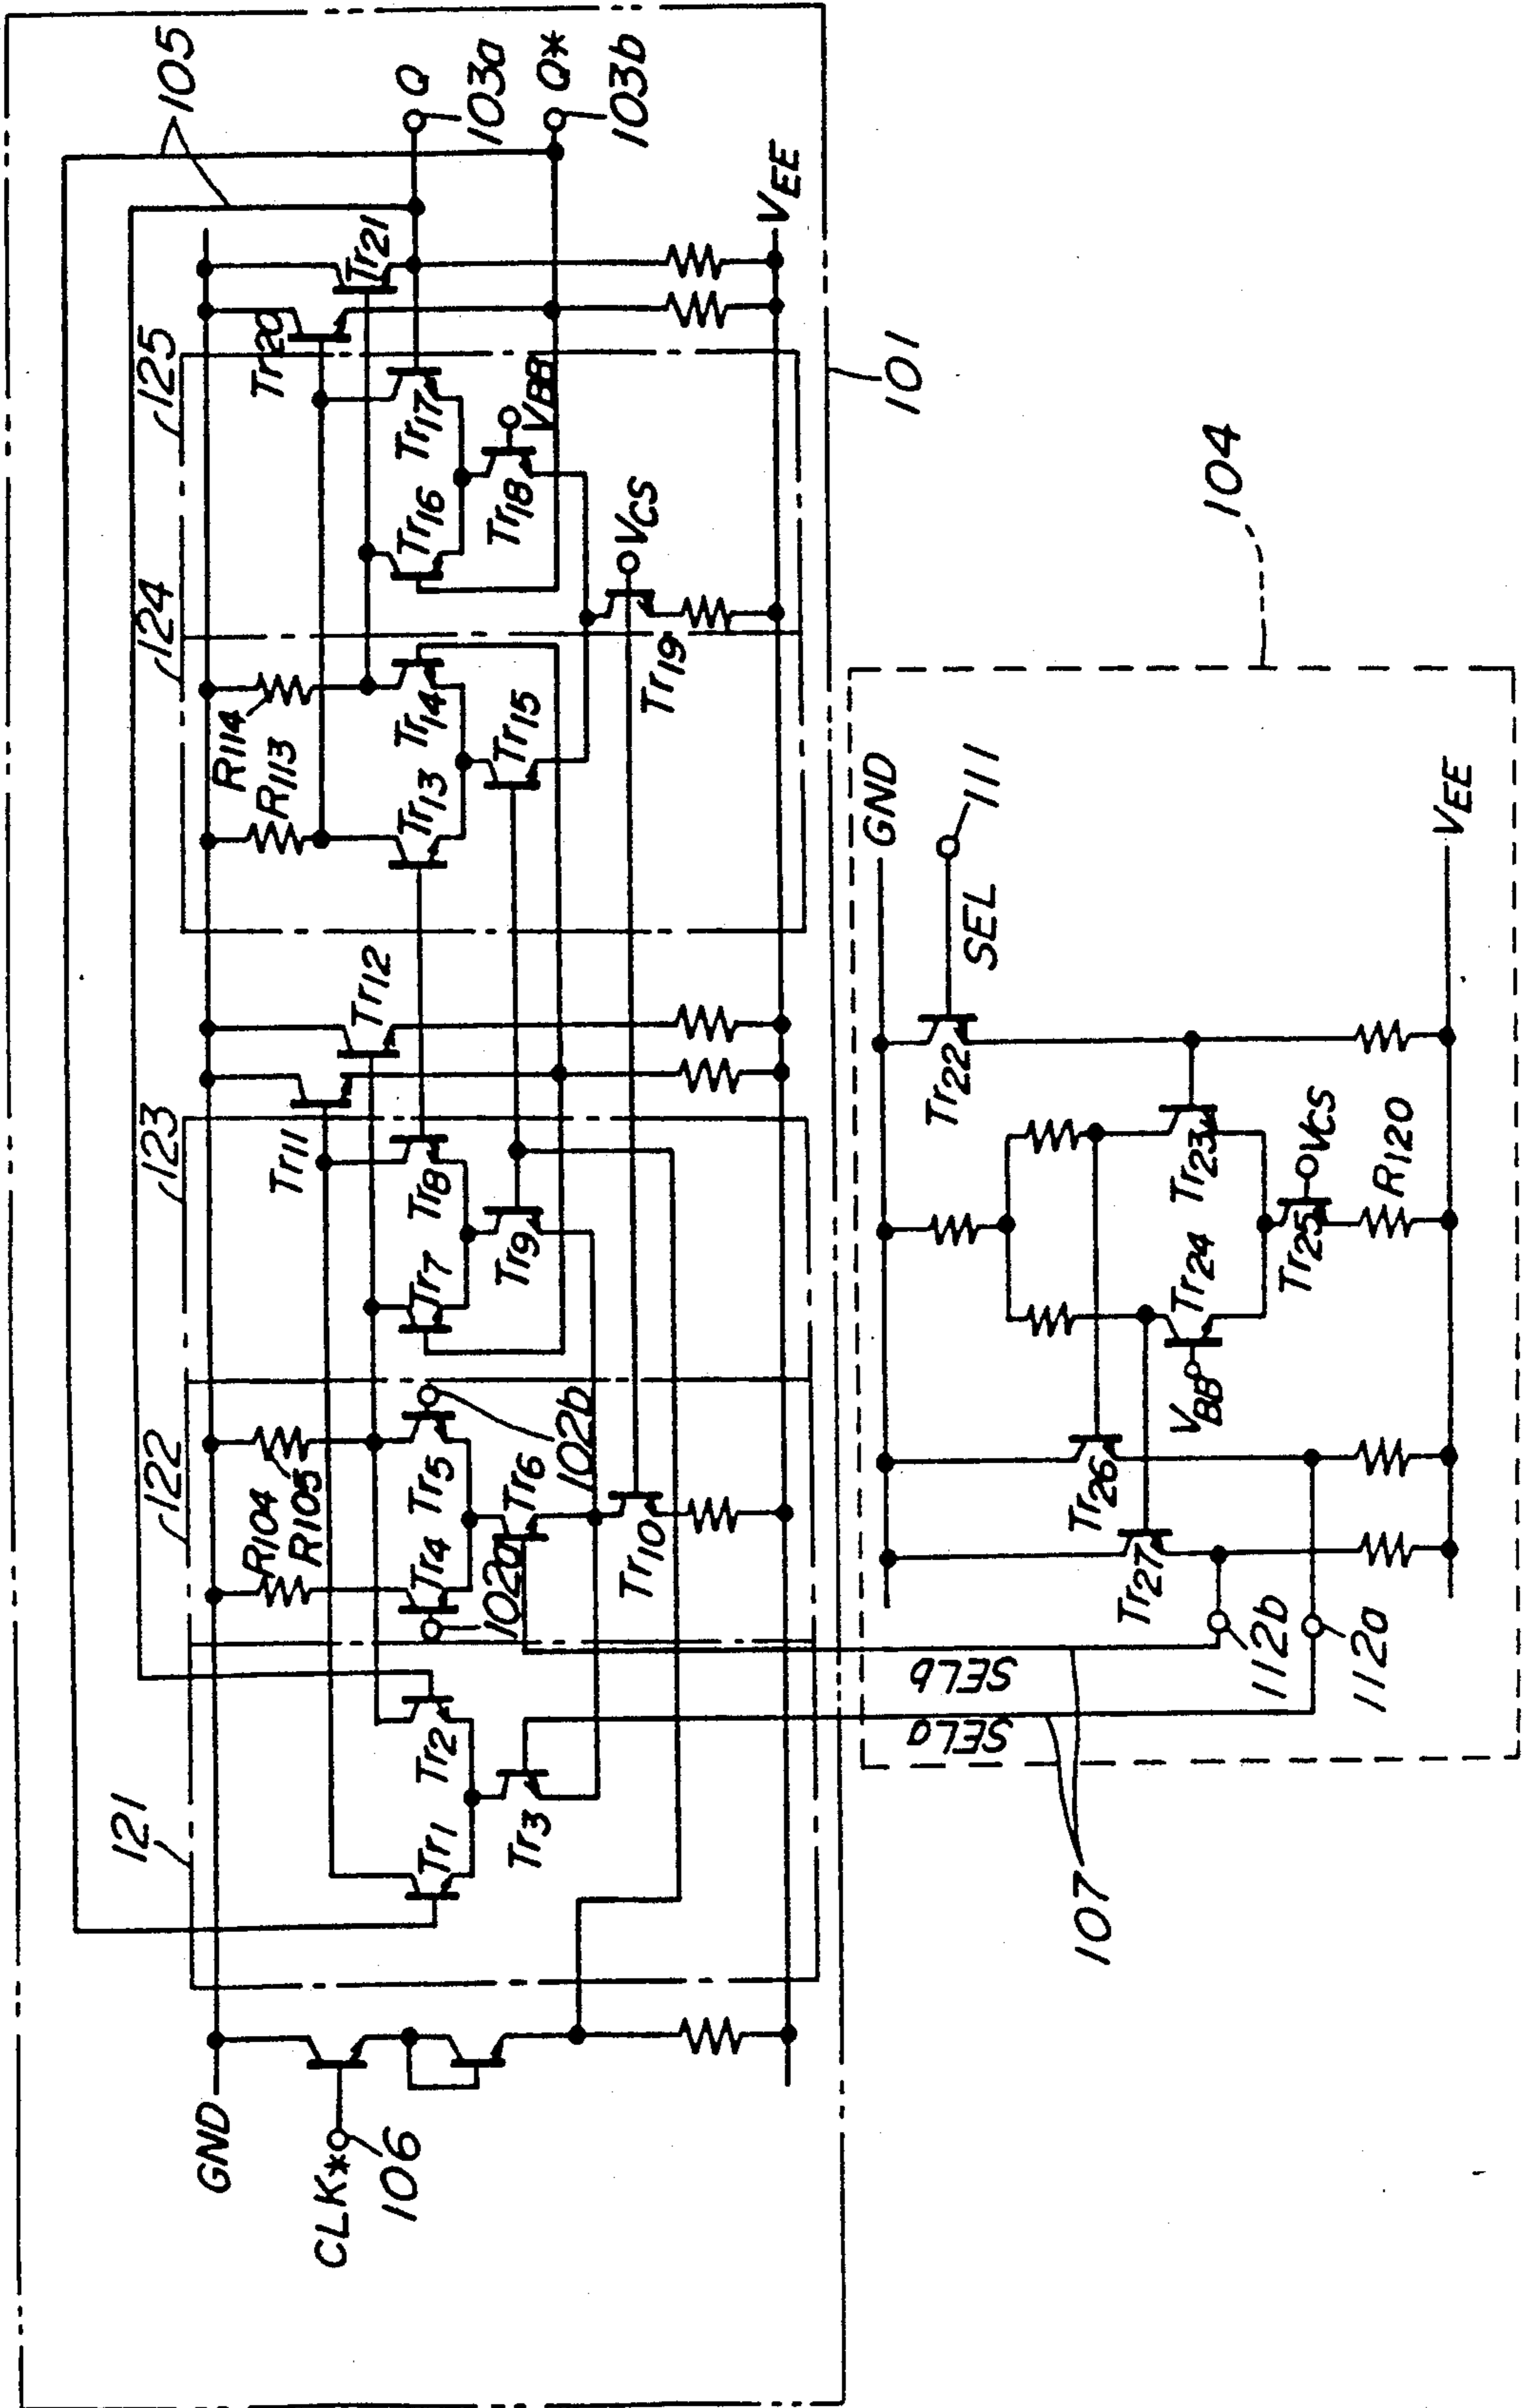 105
Q
103a
Q*
103b
125
Tr20
Tr21
VEE
124
Tr16
Tr17
Tr18
VBB
101
R114
R113
Tr13
Tr14
Tr15
Tr19
VCS
123
Tr11
Tr12
Tr7
Tr8
Tr9
122
R104
R105
Tr4
Tr5
Tr6
102a
102b
Tr10
121
Tr1
Tr2
Tr3
GND
CLK*
106
104
GND
111
SEL
Tr22
VEE
Tr23
Tr24
Tr25
VCS
R120
VBB
Tr26
Tr27
112b
112a
SELb
SELa
107